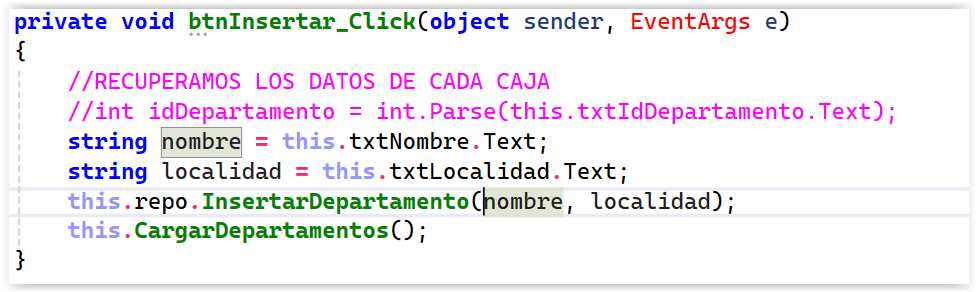 private void btnInsertar_Click(object sender, EventArgs e)
{
//RECUPERAMOS LOS DATOS DE CADA CAJA
//int idDepartamento = int.Parse(this.txtIdDepartamento.Text);
string nombre = this.txtNombre.Text;
string localidad = this.txtLocalidad.Text;
this.repo.InsertarDepartamento(nombre, localidad);
this.CargarDepartamentos();
}